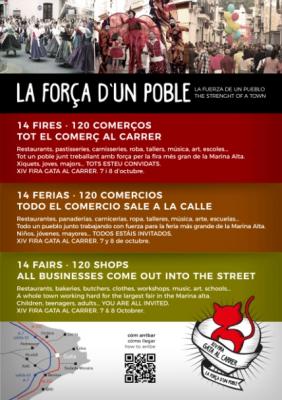 LA FORÇA D'UN POBLE
LA FUERZA DE UN PUEBLO
THE STRENGHT OF A TOWN
14 FIRES · 120 COMERÇOS
TOT EL COMERÇ AL CARRER
Restaurants, pastisseries, carnisseries, roba, tallers, música, art, escoles...
Tot un poble junt treballant amb força per la fira més gran de la Marina Alta.
Xiquets, joves, majors... TOTS ESTEU CONVIDATS.
XIV FIRA GATA AL CARRER. 7 i 8 d'octubre.
14 FERIAS · 120 COMERCIOS
TODO EL COMERCIO SALE A LA CALLE
Restaurantes, panaderías, carnicerías, ropa, talleres, música, arte, escuelas...
Todo un pueblo junto trabajando con fuerza para la feria más grande de la Marina Alta.
Niños, jóvenes, mayores... TODOS ESTÁIS INVITADOS.
XIV FIRA GATA AL CARRER. 7 y 8 de octubre.
14 FAIRS · 120 SHOPS
ALL BUSINESSES COME OUT INTO THE STREET
Restaurants, bakeries, butchers, clothes, workshops, music, art, schools...
A whole town working hard for the largest fair in the Marina alta.
Children, teenagers, adults... YOU ARE ALL INVITED.
XIV FIRA GATA AL CARRER. 7 & 8 Octobrer.
cóm arribar
cómo llegar
how to arribe
Gata
XIV FIRA
GATA AL CARRER
LA FORÇA D'UN POBLE